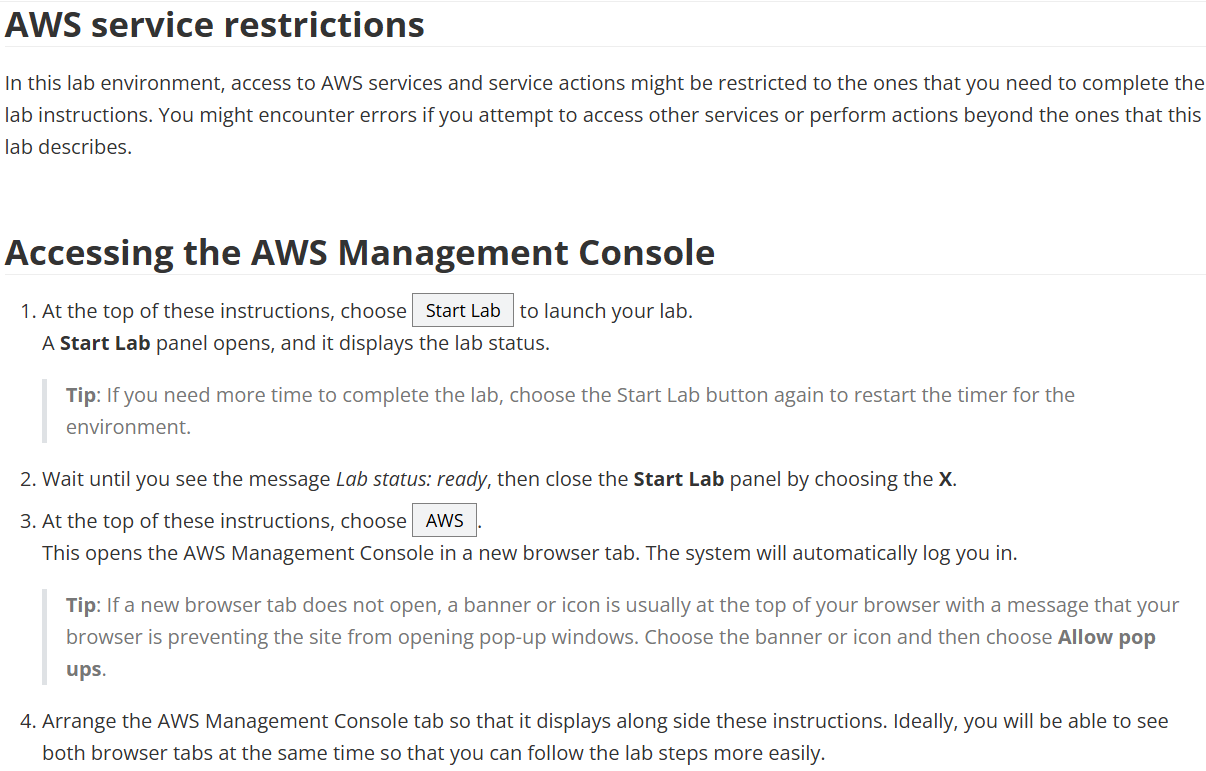 AWS service restrictions
In this lab environment, access to AWS services and service actions might be restricted to the ones that you need to complete the
lab instructions. You might encounter errors if you attempt to access other services or perform actions beyond the ones that this
lab describes.
Accessing the AWS Management Console
1. At the top of these instructions, choose Start Lab to launch your lab.
A Start Lab panel opens, and it displays the lab status.
Tip: If you need more time to complete the lab, choose the Start Lab button again to restart the timer for the
environment.
2. Wait until you see the message Lab status: ready, then close the Start Lab panel by choosing the X.
3. At the top of these instructions, choose AWS.
This opens the AWS Management Console in a new browser tab. The system will automatically log you in.
Tip: If a new browser tab does not open, a banner or icon is usually at the top of your browser with a message that your
browser is preventing the site from opening pop-up windows. Choose the banner or icon and then choose Allow pop
ups.
4. Arrange the AWS Management Console tab so that it displays along side these instructions. Ideally, you will be able to see
both browser tabs at the same time so that you can follow the lab steps more easily.